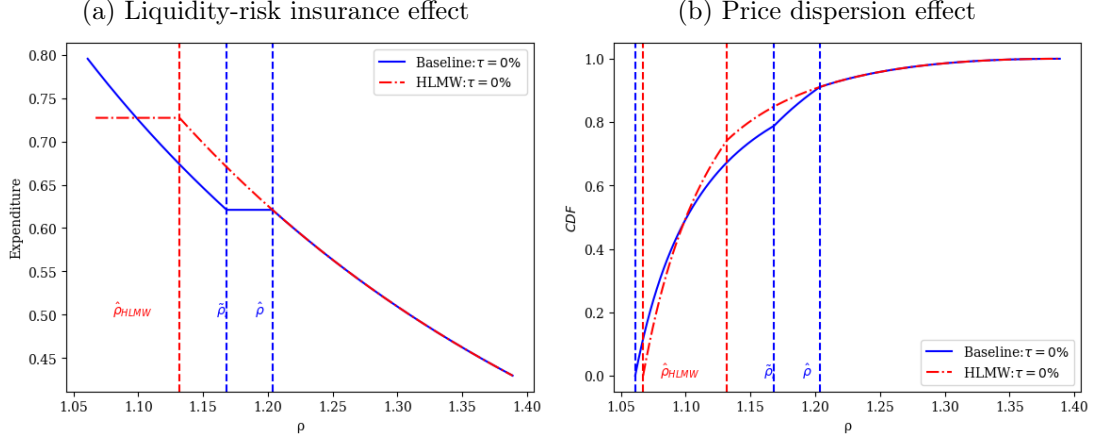 (a) Liquidity-risk insurance effect
0.80
0.75
0.70
0.65
0.60
0.55
0.50
0.45
Expenditure
Baseline:τ = 0%
HLMW:τ = 0%
ρ̂HLMW
ρ̃
ρ̂
1.05 1.10 1.15 1.20 1.25 1.30 1.35 1.40
ρ
(b) Price dispersion effect
1.0
0.8
0.6
0.4
0.2
0.0
CDF
ρ̂HLMW
ρ̃
ρ̂
Baseline:τ = 0%
HLMW:τ = 0%
1.05 1.10 1.15 1.20 1.25 1.30 1.35 1.40
ρ